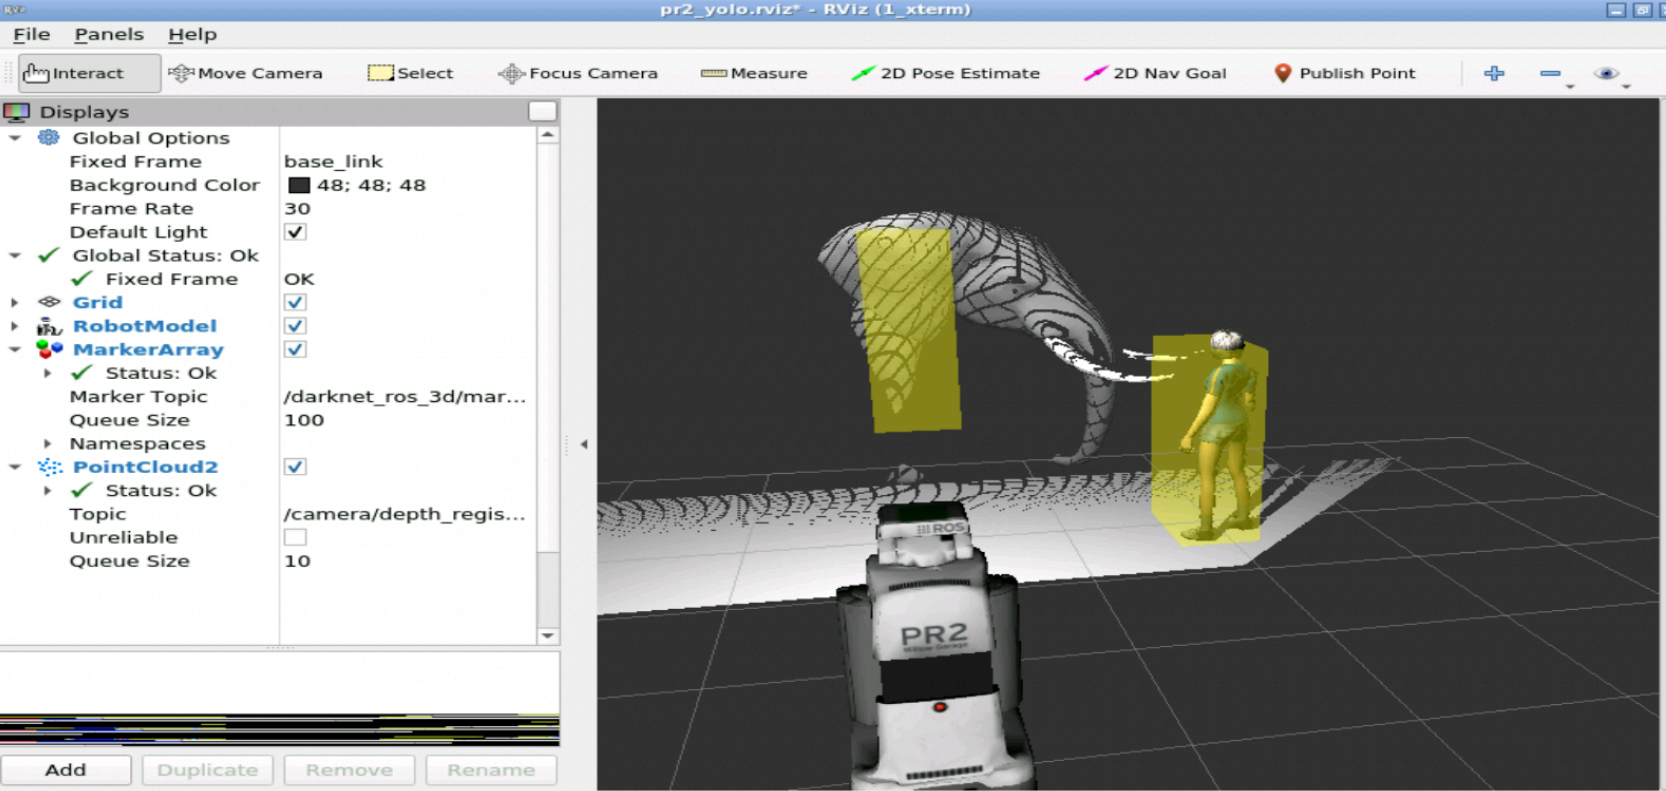 RViz
pr2_yolo.rviz* - RViz (1_xterm)
File Panels Help
Interact Move Camera Select Focus Camera Measure 2D Pose Estimate 2D Nav Goal Publish Point
Displays
Global Options
Fixed Frame base_link
Background Color 48; 48; 48
Frame Rate 30
Default Light
Global Status: Ok
Fixed Frame OK
Grid
RobotModel
MarkerArray
Status: Ok
Marker Topic /darknet_ros_3d/mar...
Queue Size 100
Namespaces
PointCloud2
Status: Ok
Topic /camera/depth_regis...
Unreliable
Queue Size 10
Add Duplicate Remove Rename
ROS
PR2
Willow Garage